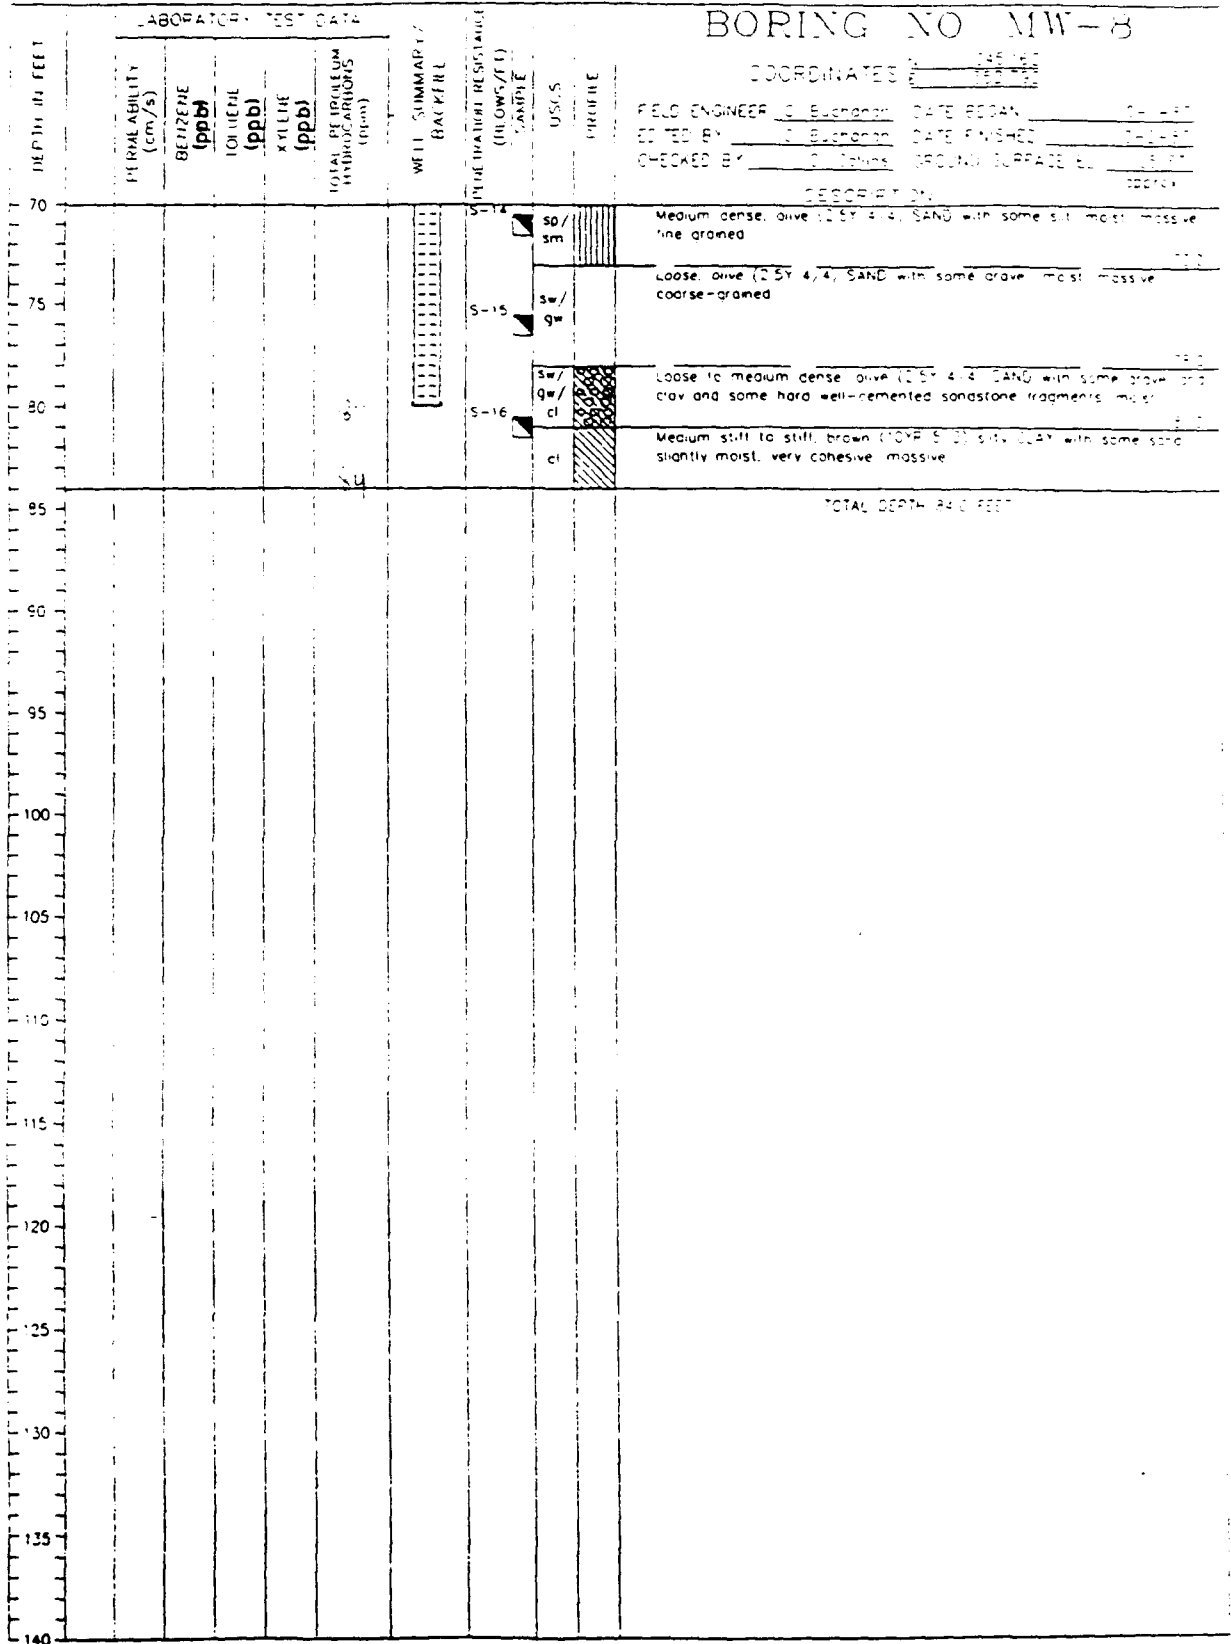 BORING NO MW-8
LABORATORY TEST DATA
COORDINATES
DEPTH IN FEET
PERMEABILITY
(cm/s)
BENZENE
(ppb)
TOLUENE
(ppb)
XYLENE
(ppb)
TOTAL PETROLEUM
HYDROCARBONS
(ppm)
WELL SUMMARY/
BACKFILL
PENETRATION RESISTANCE
(BLOWS/FT)
SAMPLE
USCS
PROFILE
FIELD ENGINEER Buchanan DATE BEGAN
EDITED BY Buchanan DATE FINISHED
CHECKED BY GROUND SURFACE EL
DESCRIPTION
70
S-14
sp/
sm
Medium dense, olive (2.5Y 4/4) SAND with some silt moist massive
fine grained
Loose, olive (2.5Y 4/4) SAND with some gravel moist massive
coarse-grained
75
S-15
sw/
gw
sw/
gw/
cl
Loose to medium dense olive (2.5Y 4/4) SAND with some gravel and
clay and some hard well-cemented sandstone fragments moist
80
S-16
cl
Medium stiff to stiff, brown silty CLAY with some sand
slightly moist, very cohesive massive
TOTAL DEPTH 84.0 FEET
85
90
95
100
105
110
115
120
125
130
135
140